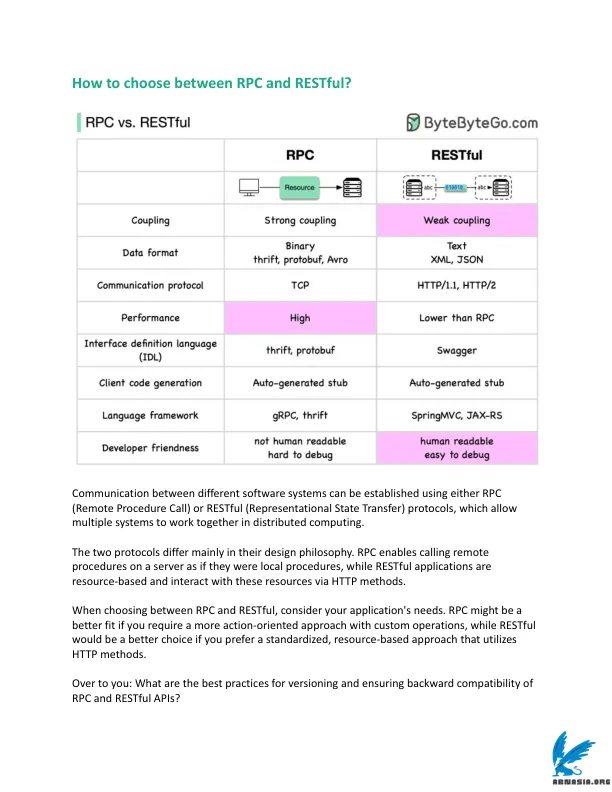 How to choose between RPC and RESTful?
RPC vs. RESTful
ByteByteGo.com
RPC
RESTful
Resource
abc
010010
abc
Coupling
Strong coupling
Weak coupling
Data format
Binary
thrift, protobuf, Avro
Text
XML, JSON
Communication protocol
TCP
HTTP/1.1, HTTP/2
Performance
High
Lower than RPC
Interface definition language
(IDL)
thrift, protobuf
Swagger
Client code generation
Auto-generated stub
Auto-generated stub
Language framework
gRPC, thrift
SpringMVC, JAX-RS
Developer friendness
not human readable
hard to debug
human readable
easy to debug
Communication between different software systems can be established using either RPC
(Remote Procedure Call) or RESTful (Representational State Transfer) protocols, which allow
multiple systems to work together in distributed computing.
The two protocols differ mainly in their design philosophy. RPC enables calling remote
procedures on a server as if they were local procedures, while RESTful applications are
resource-based and interact with these resources via HTTP methods.
When choosing between RPC and RESTful, consider your application's needs. RPC might be a
better fit if you require a more action-oriented approach with custom operations, while RESTful
would be a better choice if you prefer a standardized, resource-based approach that utilizes
HTTP methods.
Over to you: What are the best practices for versioning and ensuring backward compatibility of
RPC and RESTful APIs?
ABNASIA.ORG